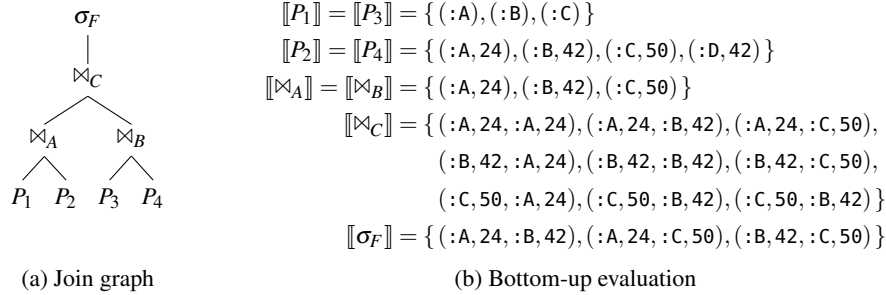 σ_F
⋈_C
⋈_A ⋈_B
P_1 P_2 P_3 P_4
(a) Join graph
⟦P_1⟧ = ⟦P_3⟧ = { (:A), (:B), (:C) }
⟦P_2⟧ = ⟦P_4⟧ = { (:A, 24), (:B, 42), (:C, 50), (:D, 42) }
⟦⋈_A⟧ = ⟦⋈_B⟧ = { (:A, 24), (:B, 42), (:C, 50) }
⟦⋈_C⟧ = { (:A, 24, :A, 24), (:A, 24, :B, 42), (:A, 24, :C, 50),
(:B, 42, :A, 24), (:B, 42, :B, 42), (:B, 42, :C, 50),
(:C, 50, :A, 24), (:C, 50, :B, 42), (:C, 50, :B, 42) }
⟦σ_F⟧ = { (:A, 24, :B, 42), (:A, 24, :C, 50), (:B, 42, :C, 50) }
(b) Bottom-up evaluation